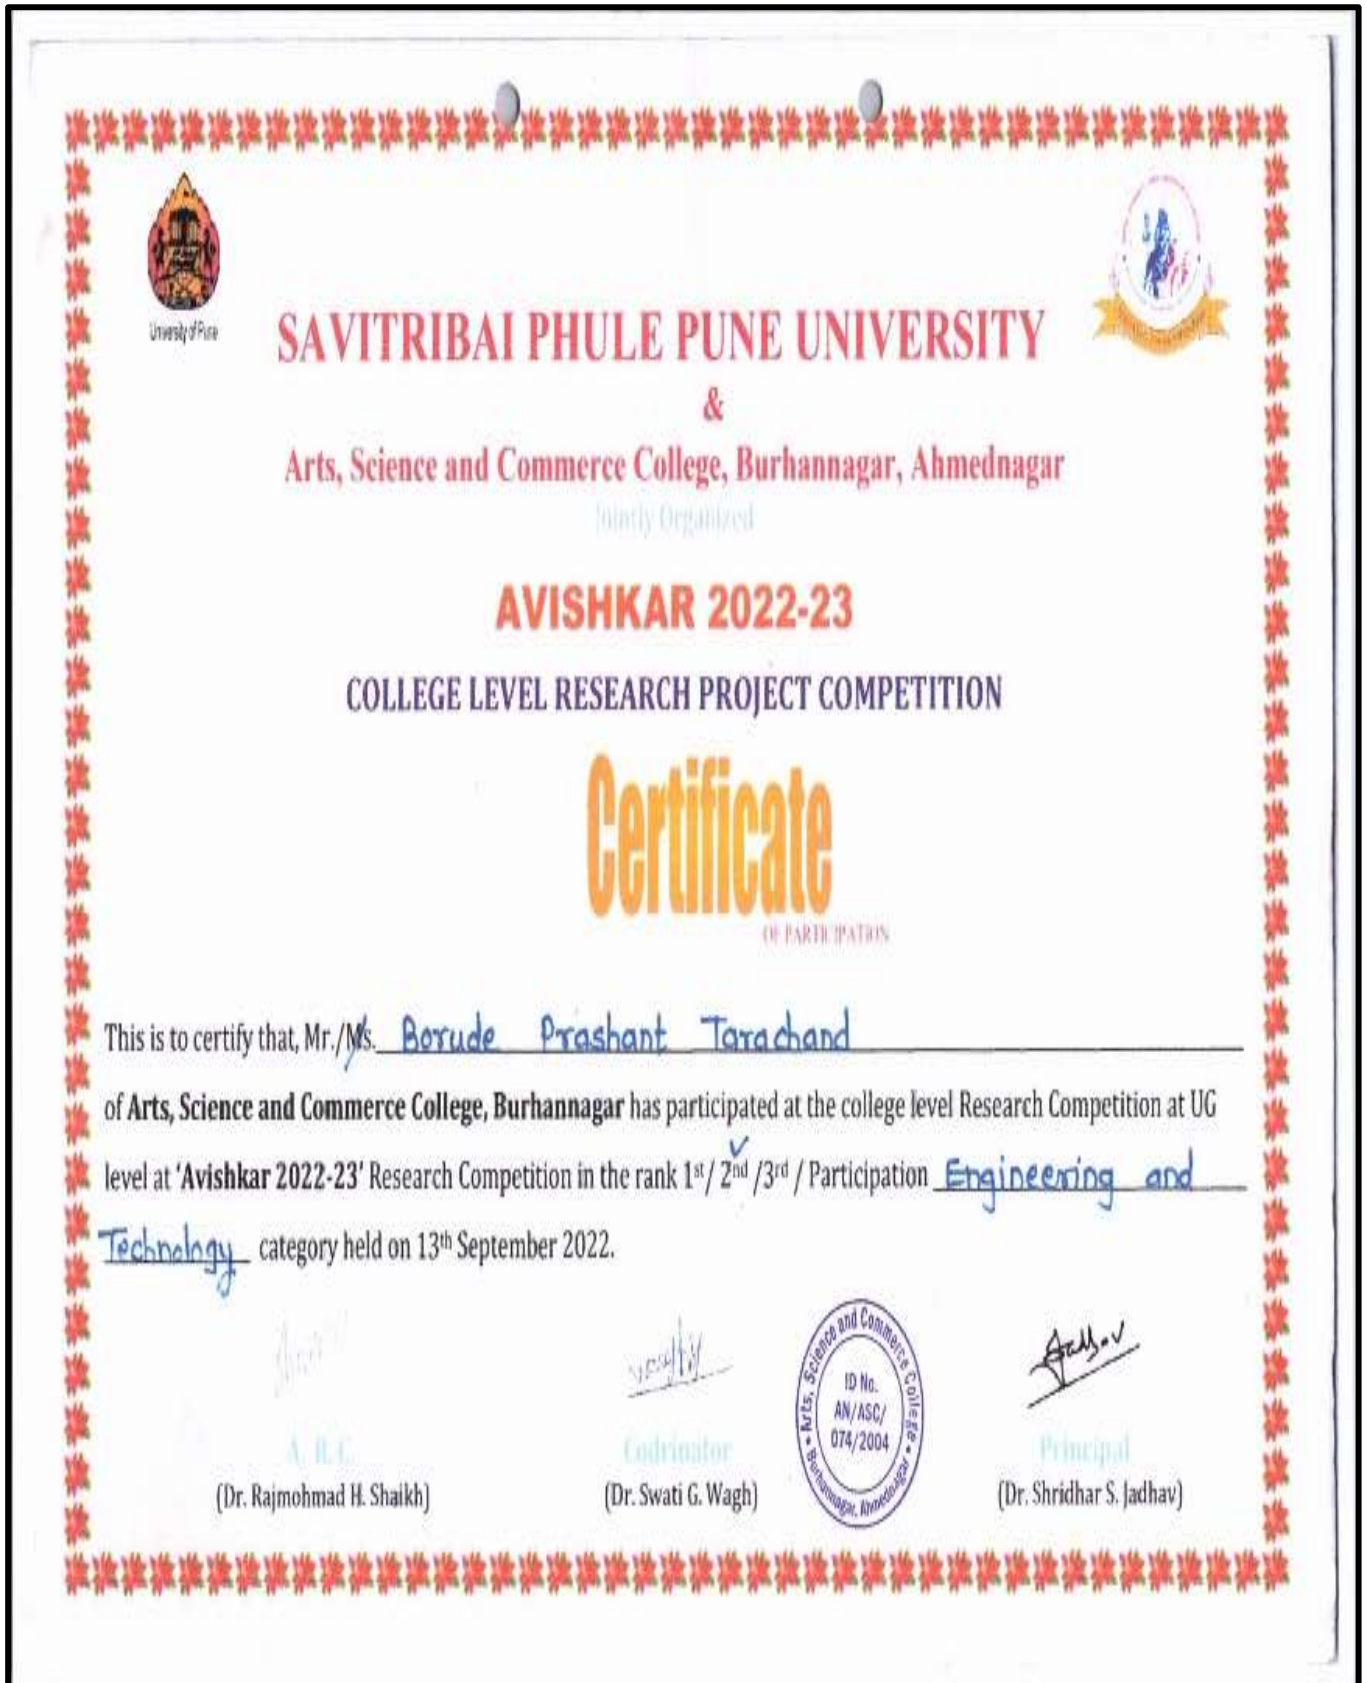 University of Pune
SAVITRIBAI PHULE PUNE UNIVERSITY
&
Arts, Science and Commerce College, Burhannagar, Ahmednagar
Jointly Organized
AVISHKAR 2022-23
COLLEGE LEVEL RESEARCH PROJECT COMPETITION
Certificate
OF PARTICIPATION
This is to certify that, Mr./Ms. Borude Prashant Tarachand
of Arts, Science and Commerce College, Burhannagar has participated at the college level Research Competition at UG
level at 'Avishkar 2022-23' Research Competition in the rank 1st/ 2nd /3rd / Participation Engineering and
Technology category held on 13th September 2022.
A. R. C.
(Dr. Rajmohmad H. Shaikh)
Codrinator
(Dr. Swati G. Wagh)
Arts, Science and Commerce College
Burhannagar, Ahmednagar
ID No.
AN/ASC/
074/2004
Principal
(Dr. Shridhar S. Jadhav)